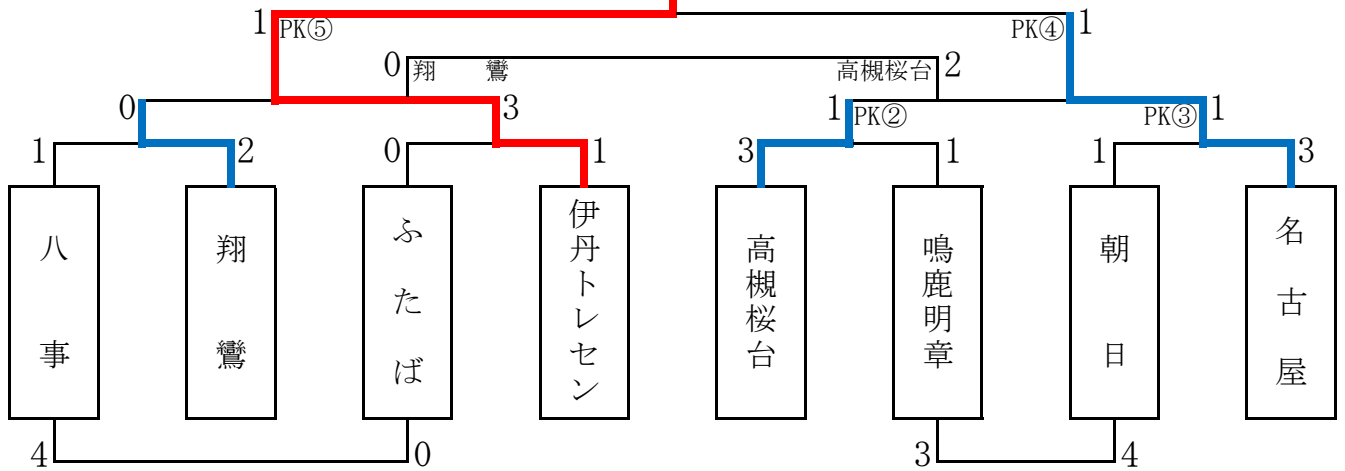 1 PK⑤ PK④ 1
0 翔 鸞 高槻桜台 2
0 3 1 PK② PK③ 1
1 2 0 1 3 1 1 3
八事
翔鸞
ふたば
伊丹トレセン
高槻桜台
鳴鹿明章
朝日
名古屋
4 0 3 4